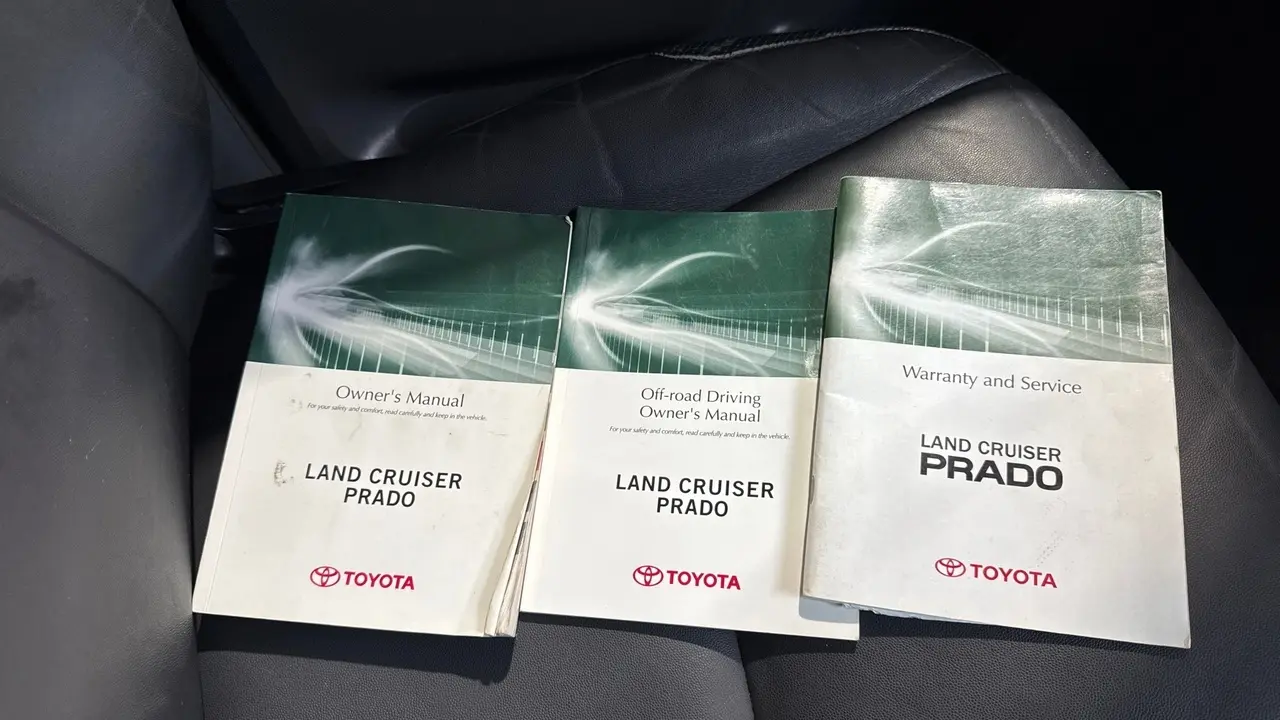 Owner's Manual
For your safety and comfort, read carefully and keep in the vehicle.
LAND CRUISER
PRADO
TOYOTA
Off-road Driving
Owner's Manual
For your safety and comfort, read carefully and keep in the vehicle.
LAND CRUISER
PRADO
TOYOTA
Warranty and Service
LAND CRUISER
PRADO
TOYOTA